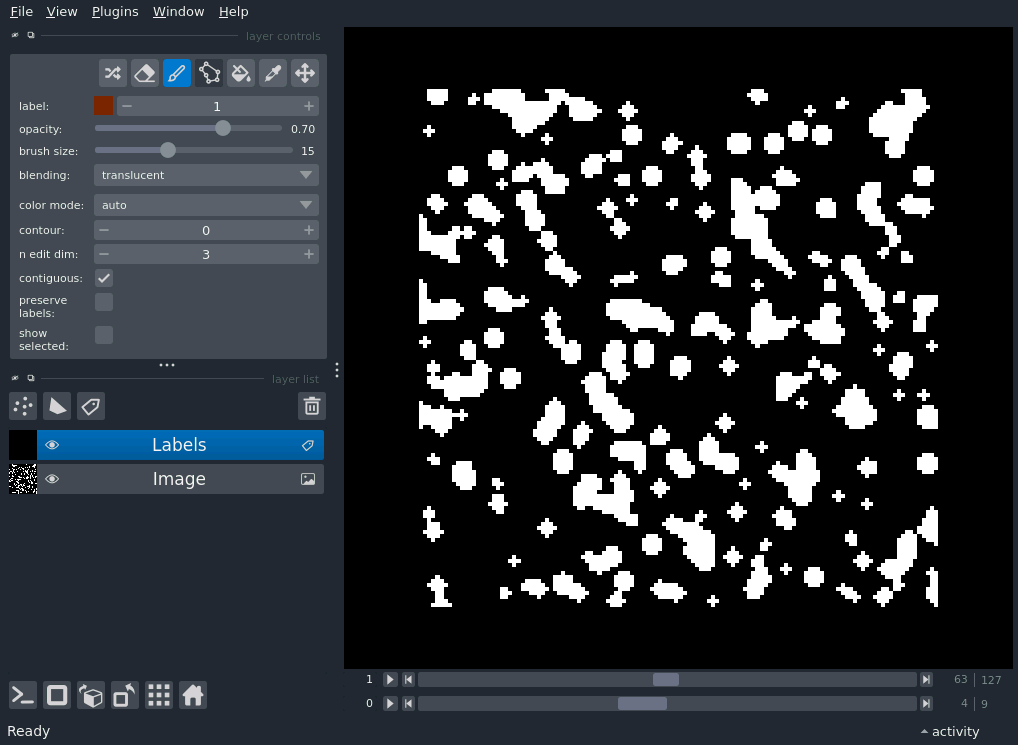 File View Plugins Window Help
layer controls
label: 1
opacity: 0.70
brush size: 15
blending: translucent
color mode: auto
contour: 0
n edit dim: 3
contiguous:
preserve
labels:
show
selected:
layer list
Labels
Image
1 63 127
0 4 9
Ready activity